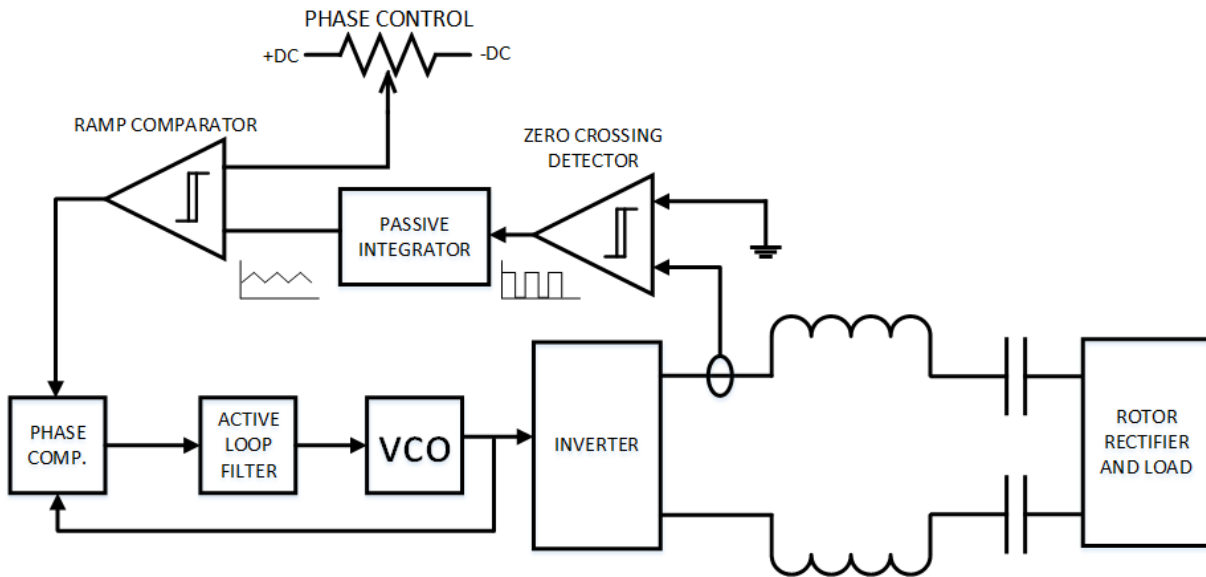 PHASE CONTROL
+DC
-DC
RAMP COMPARATOR
ZERO CROSSING
DETECTOR
PASSIVE
INTEGRATOR
PHASE
COMP.
ACTIVE
LOOP
FILTER
VCO
INVERTER
ROTOR
RECTIFIER
AND LOAD